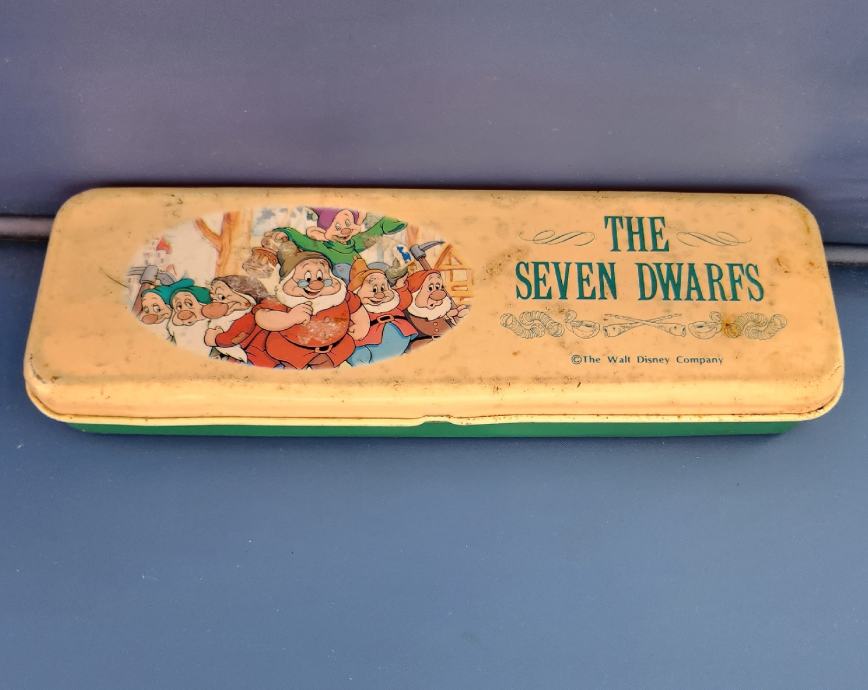 THE
SEVEN DWARFS
©The Walt Disney Company